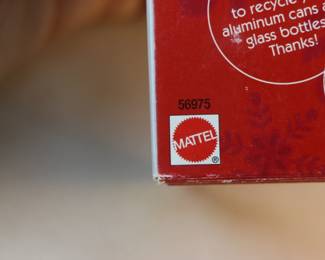 to recycle
aluminum cans a
glass bottles
Thanks!
56975
MATTEL
®